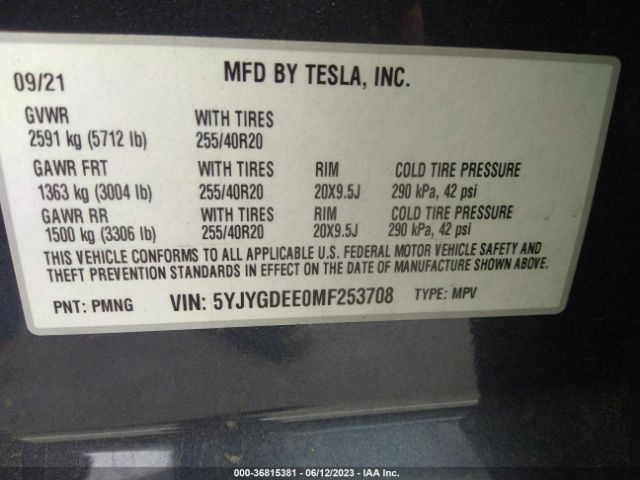 09/21 MFD BY TESLA, INC.
GVWR WITH TIRES
2591 kg (5712 lb) 255/40R20
GAWR FRT WITH TIRES RIM COLD TIRE PRESSURE
1363 kg (3004 lb) 255/40R20 20X9.5J 290 kPa, 42 psi
GAWR RR WITH TIRES RIM COLD TIRE PRESSURE
1500 kg (3306 lb) 255/40R20 20X9.5J 290 kPa, 42 psi
THIS VEHICLE CONFORMS TO ALL APPLICABLE U.S. FEDERAL MOTOR VEHICLE SAFETY AND
THEFT PREVENTION STANDARDS IN EFFECT ON THE DATE OF MANUFACTURE SHOWN ABOVE.
PNT: PMNG VIN: 5YJYGDEE0MF253708 TYPE: MPV
000-36815381 - 06/12/2023 - IAA Inc.